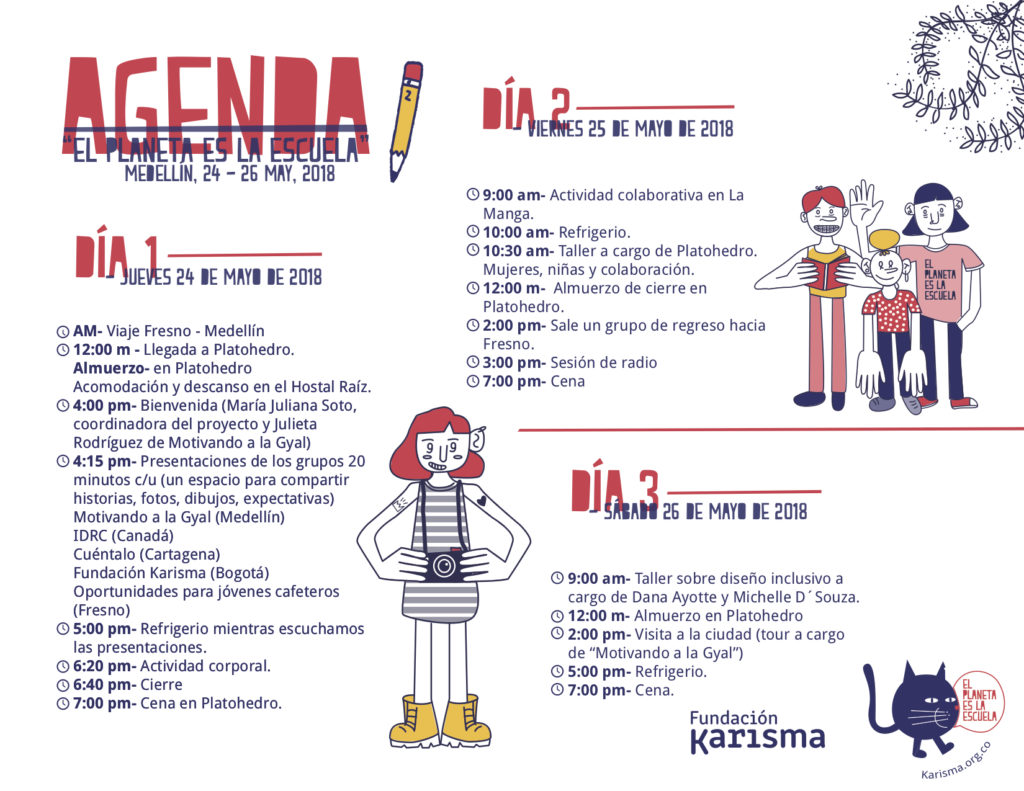 AGENDA
2
“EL PLANETA ES LA ESCUELA”
MEDELLÍN, 24 - 26 MAY, 2018
DÍA 1
- JUEVES 24 DE MAYO DE 2018
AM- Viaje Fresno - Medellín
12:00 m - Llegada a Platohedro.
Almuerzo- en Platohedro
Acomodación y descanso en el Hostal Raíz.
4:00 pm- Bienvenida (María Juliana Soto,
coordinadora del proyecto y Julieta
Rodríguez de Motivando a la Gyal)
4:15 pm- Presentaciones de los grupos 20
minutos c/u (un espacio para compartir
historias, fotos, dibujos, expectativas)
Motivando a la Gyal (Medellín)
IDRC (Canadá)
Cuéntalo (Cartagena)
Fundación Karisma (Bogotá)
Oportunidades para jóvenes cafeteros
(Fresno)
5:00 pm- Refrigerio mientras escuchamos
las presentaciones.
6:20 pm- Actividad corporal.
6:40 pm- Cierre
7:00 pm- Cena en Platohedro.
DÍA 2
- VIERNES 25 DE MAYO DE 2018
9:00 am- Actividad colaborativa en La
Manga.
10:00 am- Refrigerio.
10:30 am- Taller a cargo de Platohedro.
Mujeres, niñas y colaboración.
12:00 m- Almuerzo de cierre en
Platohedro.
2:00 pm- Sale un grupo de regreso hacia
Fresno.
3:00 pm- Sesión de radio
7:00 pm- Cena
EL
PLANETA
ES LA
ESCUELA
DÍA 3
- SÁBADO 26 DE MAYO DE 2018
9:00 am- Taller sobre diseño inclusivo a
cargo de Dana Ayotte y Michelle D´Souza.
12:00 m- Almuerzo en Platohedro
2:00 pm- Visita a la ciudad (tour a cargo
de “Motivando a la Gyal”)
5:00 pm- Refrigerio.
7:00 pm- Cena.
Fundación
Karisma
EL
PLANETA
ES LA
ESCUELA
Karisma.org.co